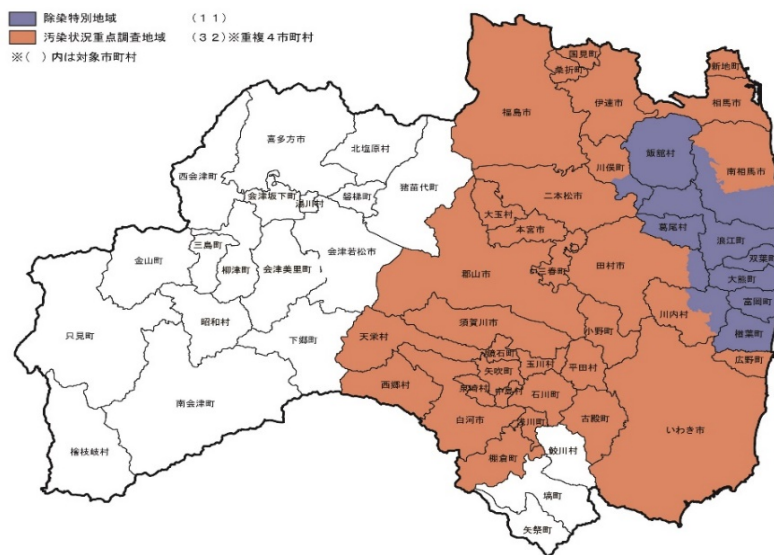 除染特別地域　　　（１１）
汚染状況重点調査地域　（３２）※重複４市町村
※（　）内は対象市町村
国見町
桑折町
新地町
伊達市
相馬市
福島市
飯舘村
喜多方市
北塩原村
川俣町
南相馬市
西会津町
猪苗代町
会津坂下町
湯川村
磐梯町
二本松市
大玉村
葛尾村
本宮市
浪江町
三島町
会津若松市
双葉町
金山町
柳津町
会津美里町
三春町
田村市
大熊町
郡山市
富岡町
昭和村
須賀川市
川内村
只見町
天栄村
小野町
楢葉町
下郷町
鏡石町
玉川村
広野町
矢吹町
平田村
西郷村
泉崎村
中島村
石川町
南会津町
白河市
浅川町
古殿町
いわき市
鮫川村
棚倉町
檜枝岐村
塙町
矢祭町